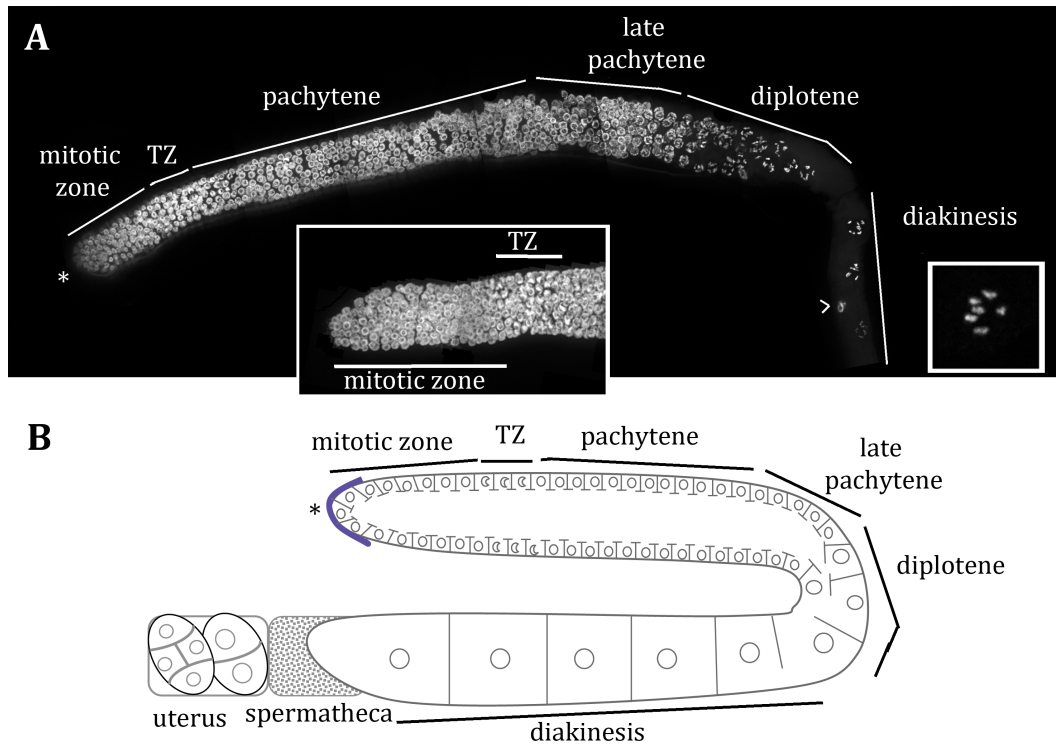 A
late
pachytene
pachytene
diplotene
mitotic
zone
TZ
*
diakinesis
TZ
mitotic zone
B
mitotic zone
TZ
pachytene
late
pachytene
*
diplotene
uterus
spermatheca
diakinesis